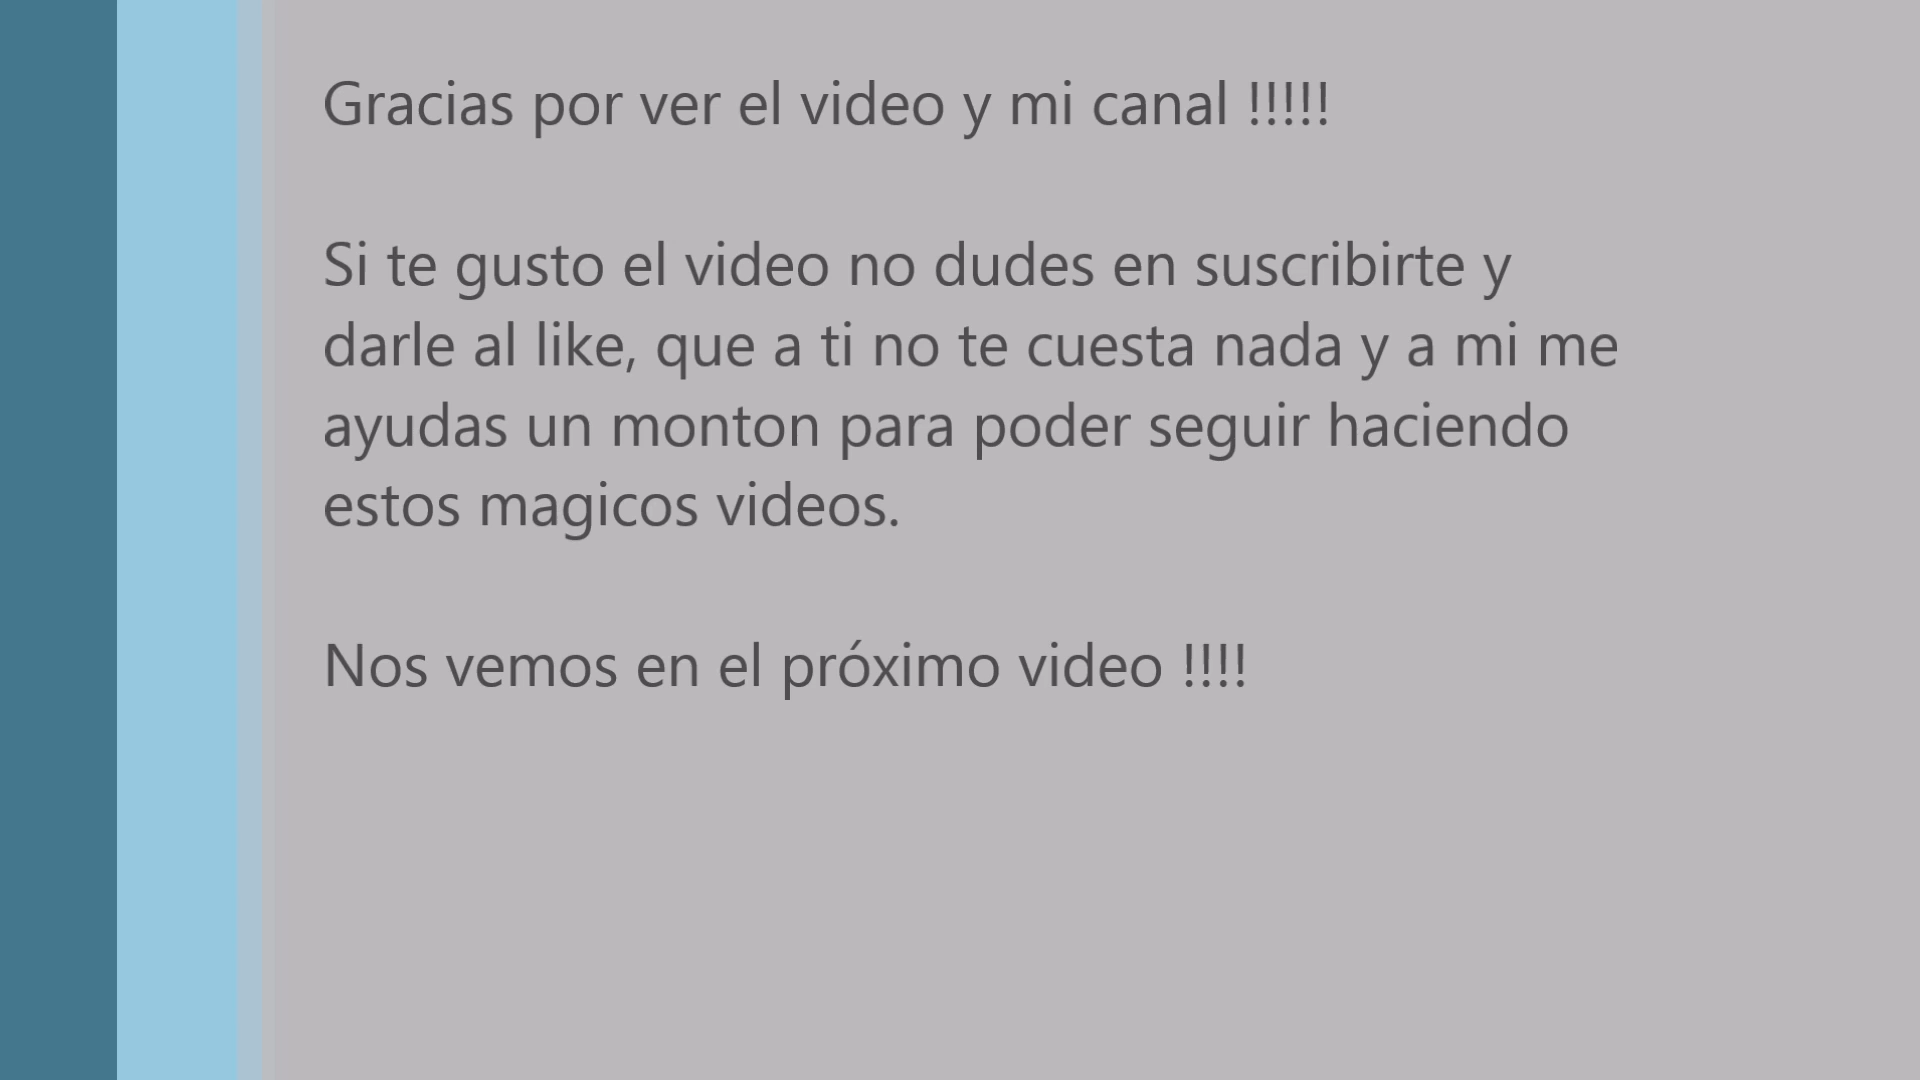 Gracias por ver el video y mi canal !!!!!
Si te gusto el video no dudes en suscribirte y
darle al like, que a ti no te cuesta nada y a mi me
ayudas un monton para poder seguir haciendo
estos magicos videos.
Nos vemos en el próximo video !!!!